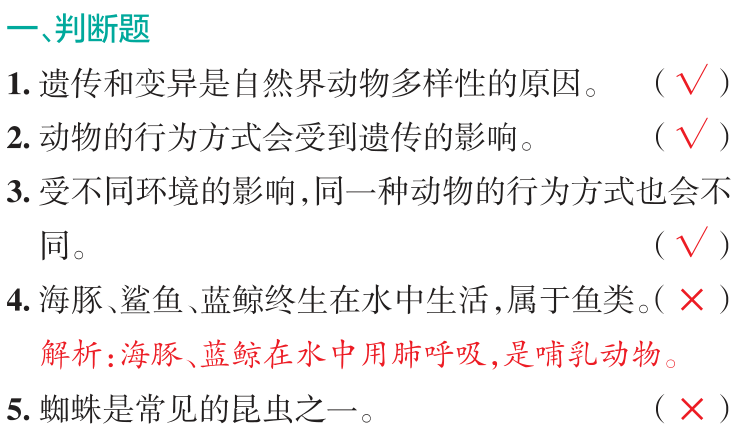 一、判断题
1. 遗传和变异是自然界动物多样性的原因。 （ √ ）
2. 动物的行为方式会受到遗传的影响。 （ √ ）
3. 受不同环境的影响,同一种动物的行为方式也会不
同。 （ √ ）
4. 海豚、鲨鱼、蓝鲸终生在水中生活,属于鱼类。（ × ）
解析:海豚、蓝鲸在水中用肺呼吸,是哺乳动物。
5. 蜘蛛是常见的昆虫之一。 （ × ）